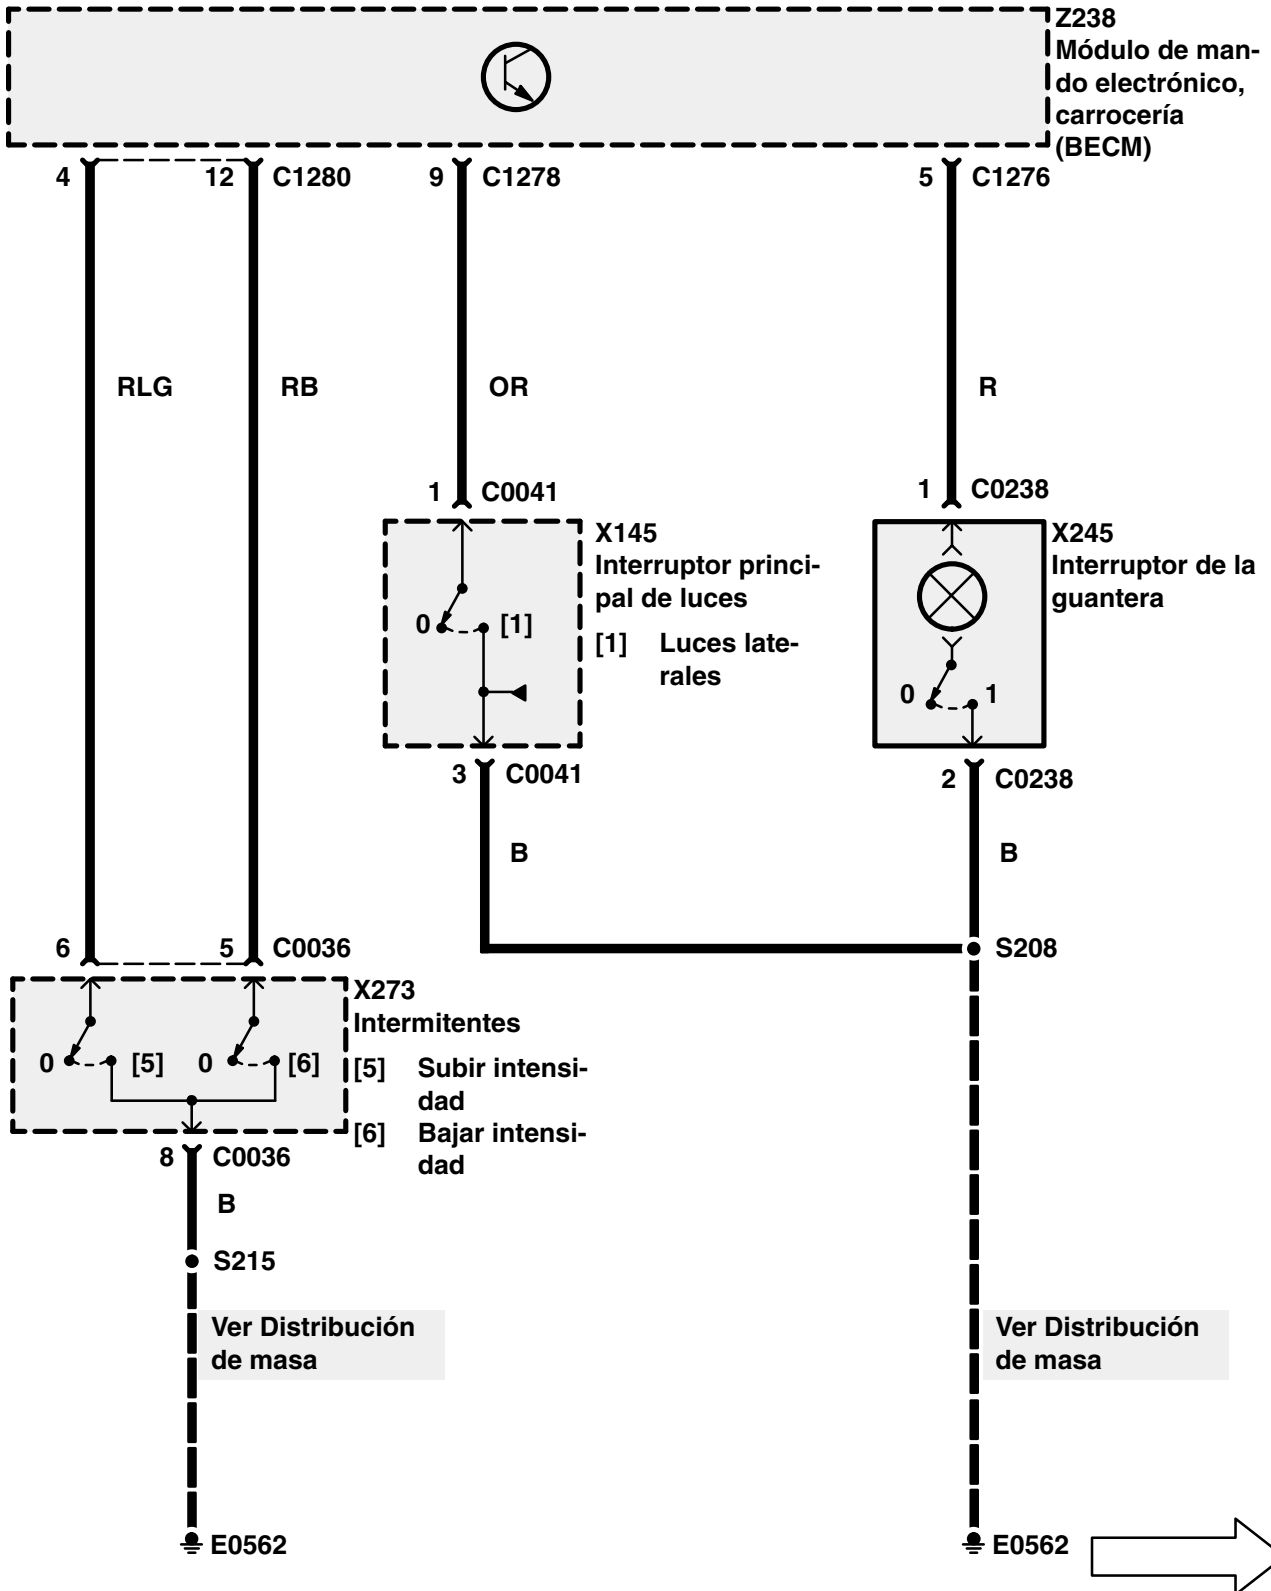 Z238
Módulo de man-
do electrónico,
carrocería
(BECM)
4
12
C1280
9
C1278
5
C1276
RLG
RB
OR
R
1
C0041
1
C0238
X145
Interruptor princi-
pal de luces
[1] Luces late-
rales
0
[1]
X245
Interruptor de la
guantera
0
1
3
C0041
2
C0238
B
B
6
5
C0036
S208
X273
Intermitentes
[5] Subir intensi-
dad
[6] Bajar intensi-
dad
0
[5]
0
[6]
8
C0036
B
S215
Ver Distribución
de masa
Ver Distribución
de masa
E0562
E0562